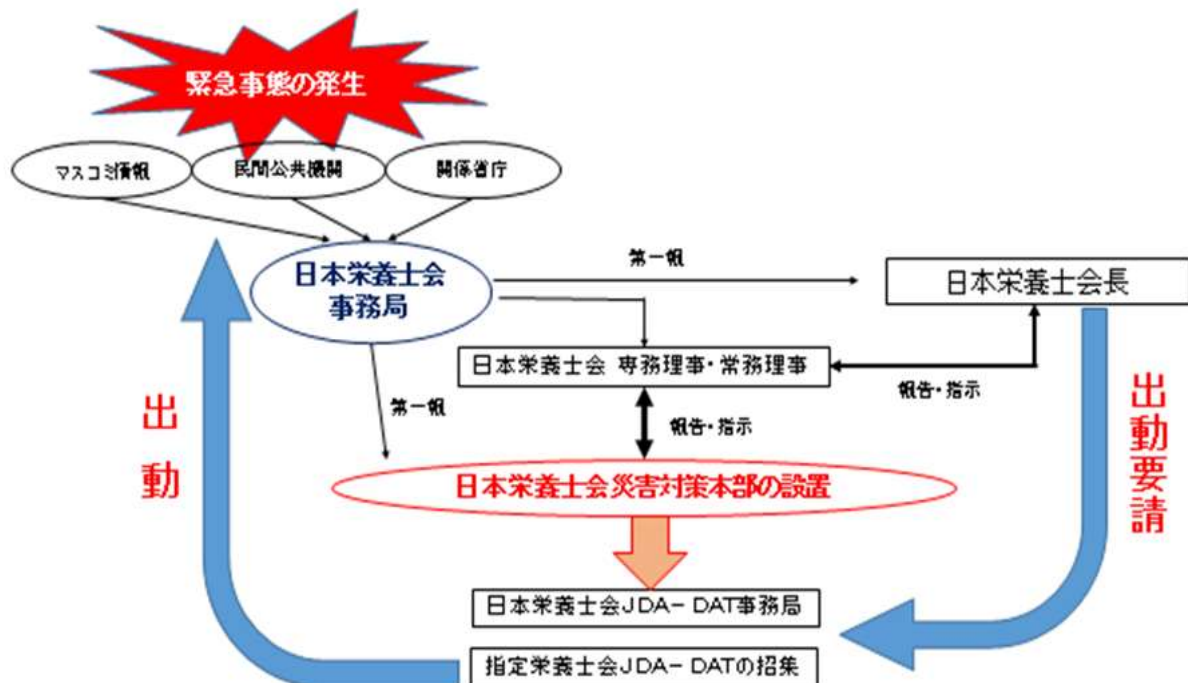 緊急事態の発生
マスコミ情報
民間公共機関
関係省庁
日本栄養士会
事務局
第一報
日本栄養士会長
日本栄養士会 専務理事・常務理事
報告・指示
第一報
報告・指示
出動
出動要請
日本栄養士会災害対策本部の設置
日本栄養士会JDA-DAT事務局
指定栄養士会JDA-DATの招集